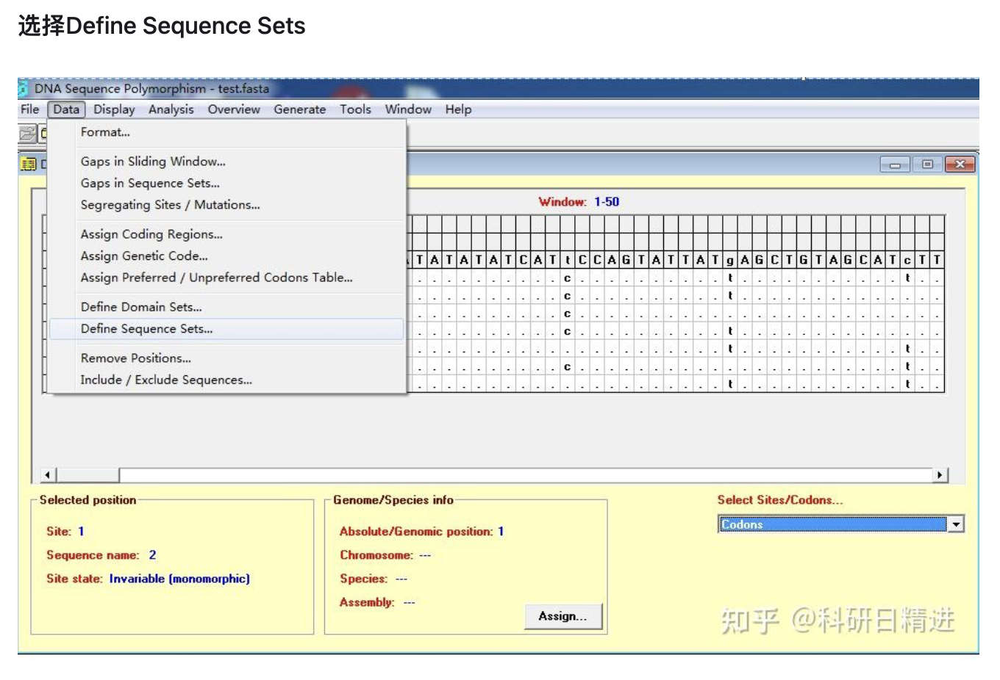 选择Define Sequence Sets
DNA Sequence Polymorphism - test.fasta
File Data Display Analysis Overview Generate Tools Window Help
Format...
Gaps in Sliding Window...
Gaps in Sequence Sets...
Segregating Sites / Mutations...
Assign Coding Regions...
Assign Genetic Code...
Assign Preferred / Unpreferred Codons Table...
Define Domain Sets...
Define Sequence Sets...
Remove Positions...
Include / Exclude Sequences...
Window: 1-50
T A T A T A T C A T t C C A G T A T T A T g A G C T G T A G C A T c T T
. . . . . . . . . . c . . . . . . . . . . t . . . . . . . . . . . t . .
. . . . . . . . . . c . . . . . . . . . . t . . . . . . . . . . . . . .
. . . . . . . . . . c . . . . . . . . . . . . . . . . . . . . . . . . .
. . . . . . . . . . c . . . . . . . . . . t . . . . . . . . . . . . . .
. . . . . . . . . . . . . . . . . . . . . t . . . . . . . . . . . t . .
. . . . . . . . . . c . . . . . . . . . . . . . . . . . . . . . . t . .
. . . . . . . . . . . . . . . . . . . . . t . . . . . . . . . . . t . .
Selected position
Site: 1
Sequence name: 2
Site state: Invariable (monomorphic)
Genome/Species info
Absolute/Genomic position: 1
Chromosome: ---
Species: ---
Assembly: ---
Assign...
Select Sites/Codons...
Codons
知乎 @科研日精进